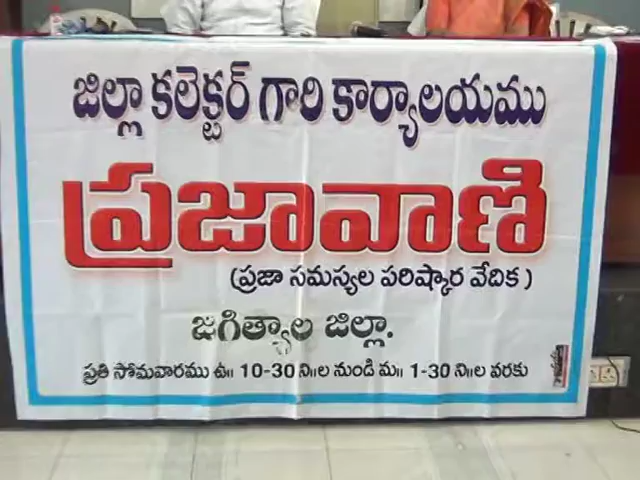 జిల్లా కలెక్టర్ గారి కార్యాలయము
ప్రజావాణి
(ప్రజా సమస్యల పరిష్కార వేదిక)
జగిత్యాల జిల్లా.
ప్రతి సోమవారము ఉ॥ 10-30 ని॥ల నుండి మ॥ 1-30 ని॥ల వరకు